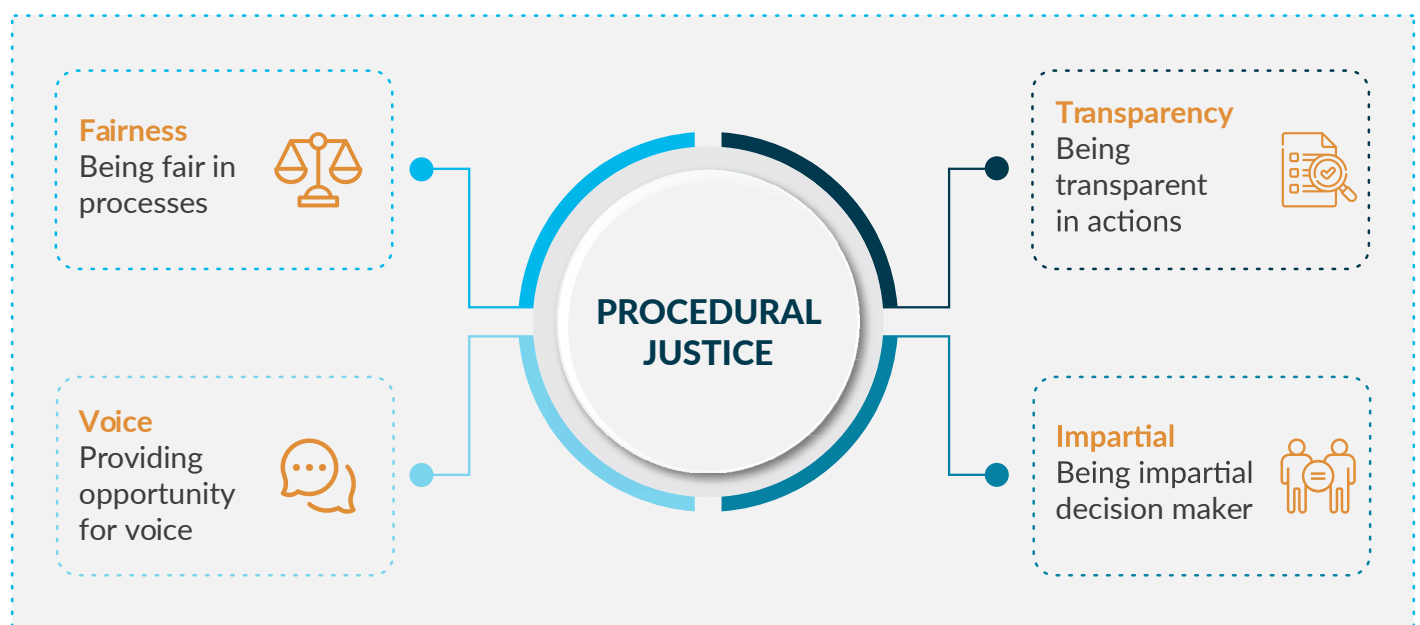 Fairness
Being fair in
processes
Transparency
Being
transparent
in actions
PROCEDURAL
JUSTICE
Voice
Providing
opportunity
for voice
Impartial
Being impartial
decision maker